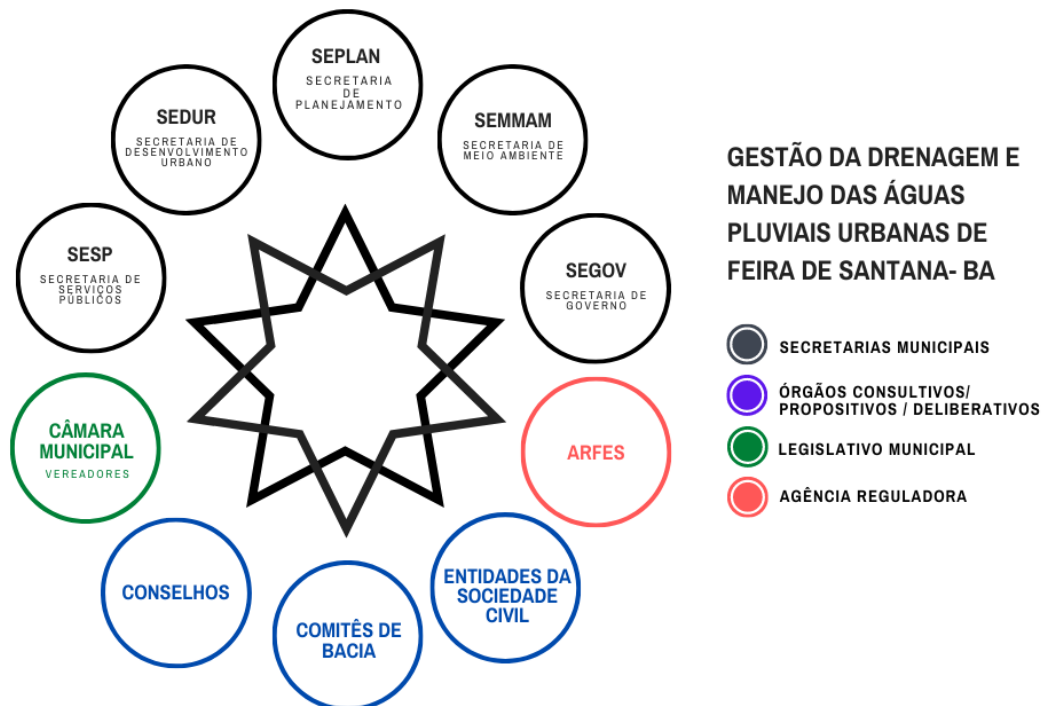 SEPLAN
SECRETARIA
DE
PLANEJAMENTO
SEDUR
SECRETARIA DE
DESENVOLVIMENTO
URBANO
SEMMAM
SECRETARIA DE
MEIO AMBIENTE
SESP
SECRETARIA DE
SERVIÇOS
PÚBLICOS
SEGOV
SECRETARIA DE
GOVERNO
CÂMARA
MUNICIPAL
VEREADORES
ARFES
CONSELHOS
COMITÊS DE
BACIA
ENTIDADES DA
SOCIEDADE
CIVIL
GESTÃO DA DRENAGEM E
MANEJO DAS ÁGUAS
PLUVIAIS URBANAS DE
FEIRA DE SANTANA- BA
SECRETARIAS MUNICIPAIS
ÓRGÃOS CONSULTIVOS/
PROPOSITIVOS / DELIBERATIVOS
LEGISLATIVO MUNICIPAL
AGÊNCIA REGULADORA